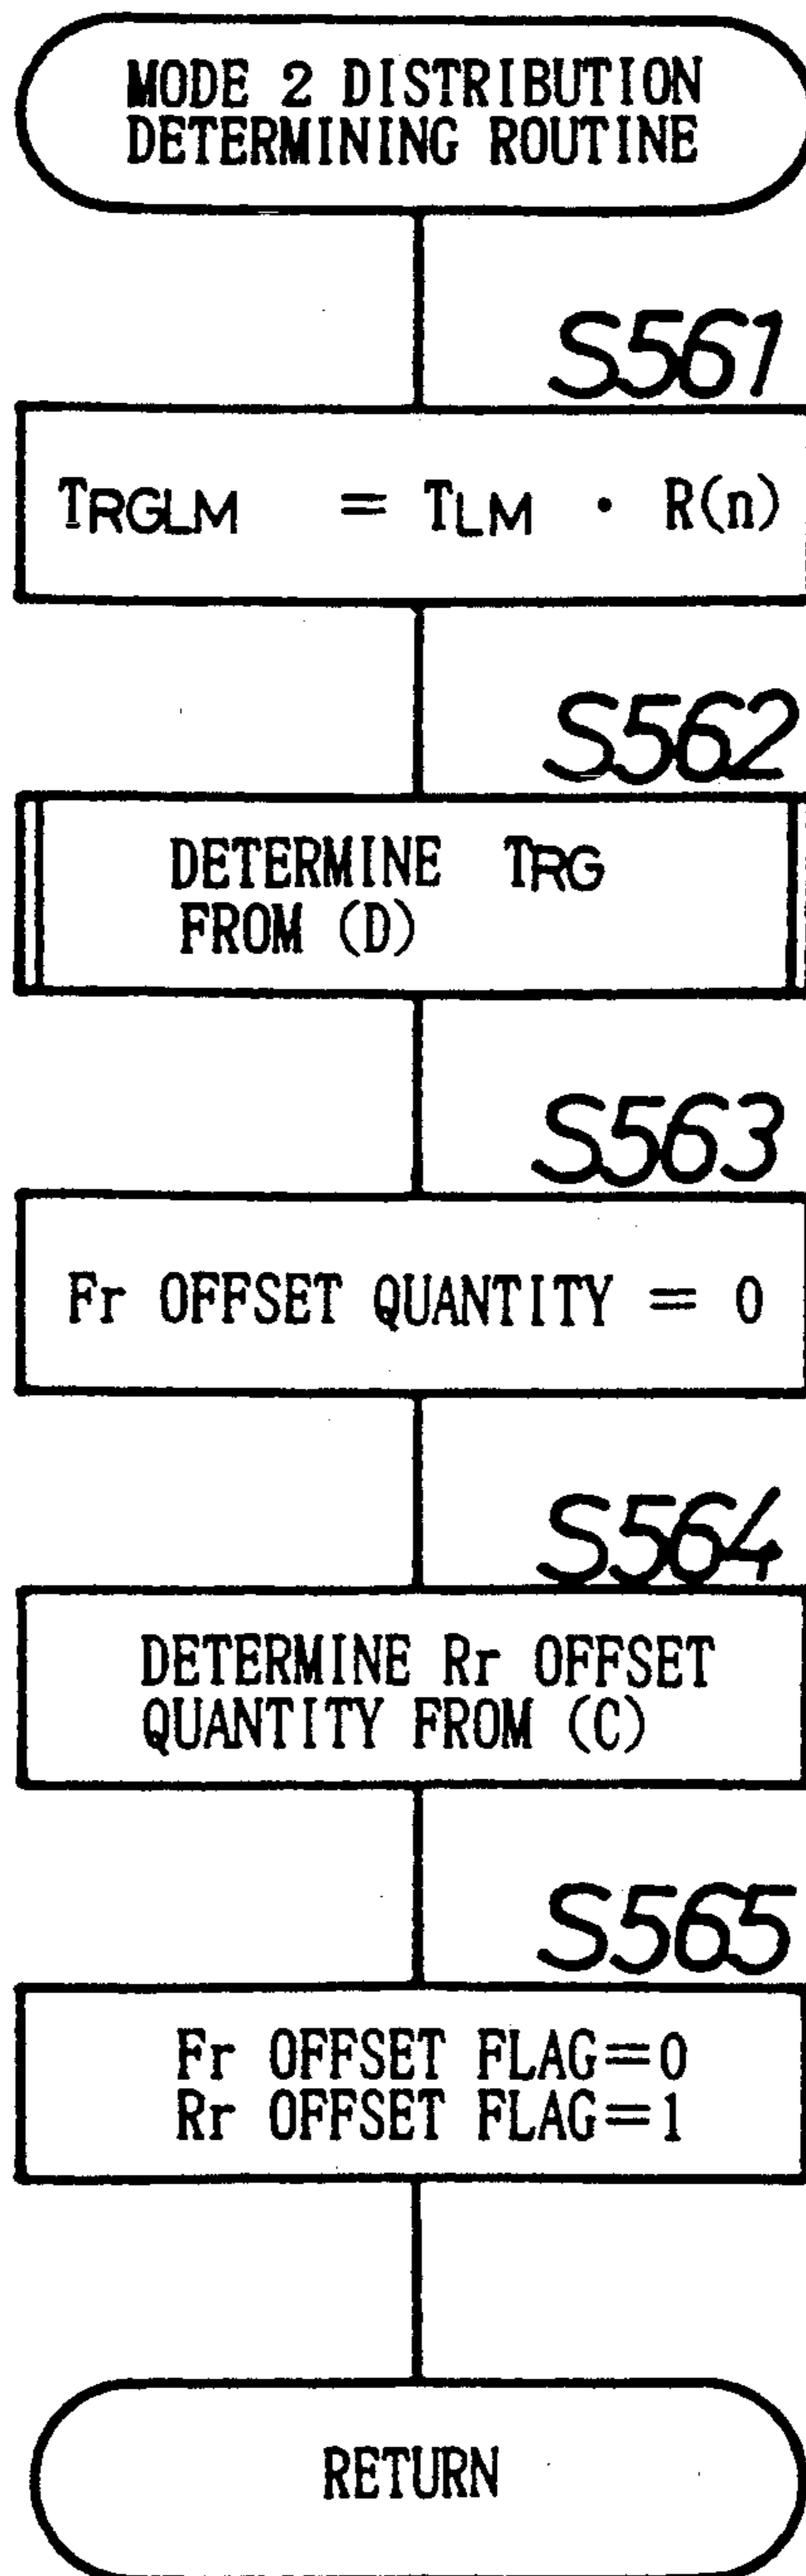 MODE 2 DISTRIBUTION
DETERMINING ROUTINE
S561
TRGLM = TLM · R(n)
S562
DETERMINE TRG
FROM (D)
S563
Fr OFFSET QUANTITY = 0
S564
DETERMINE Rr OFFSET
QUANTITY FROM (C)
S565
Fr OFFSET FLAG=0
Rr OFFSET FLAG=1
RETURN